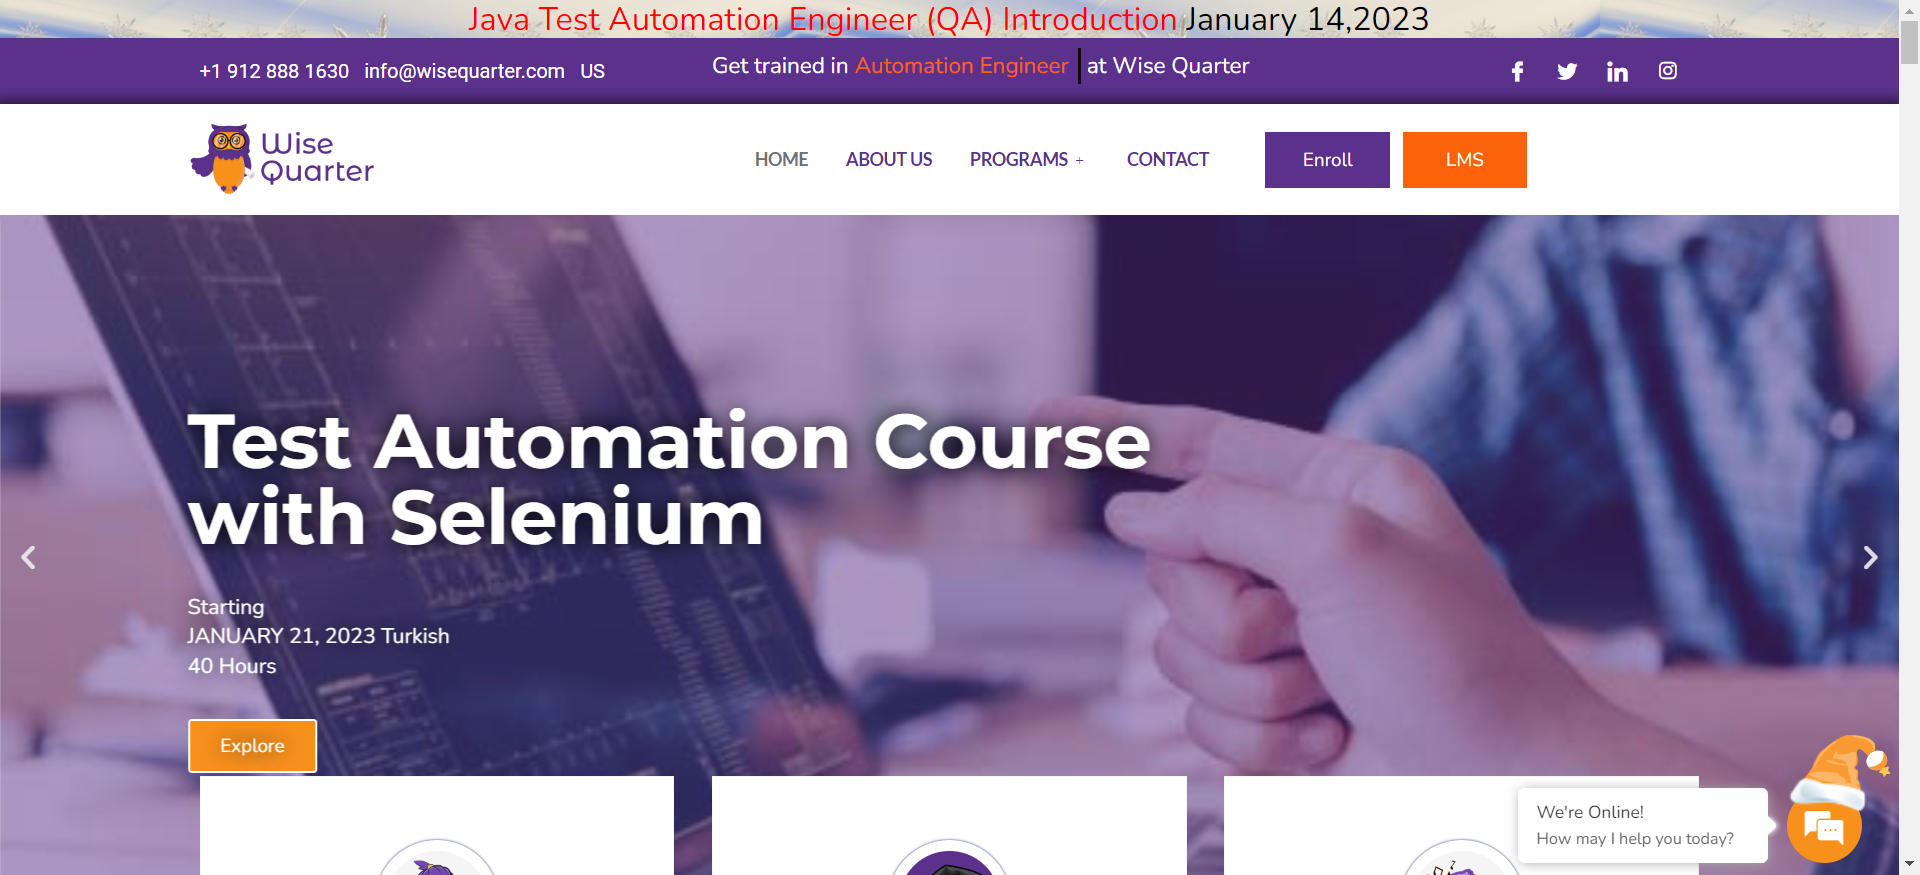 Java Test Automation Engineer (QA) Introduction January 14,2023
+1 912 888 1630 info@wisequarter.com US
Get trained in Automation Engineer at Wise Quarter
Wise
Quarter
HOME ABOUT US PROGRAMS + CONTACT Enroll LMS
Test Automation Course
with Selenium
Starting
JANUARY 21, 2023 Turkish
40 Hours
Explore
We're Online!
How may I help you today?